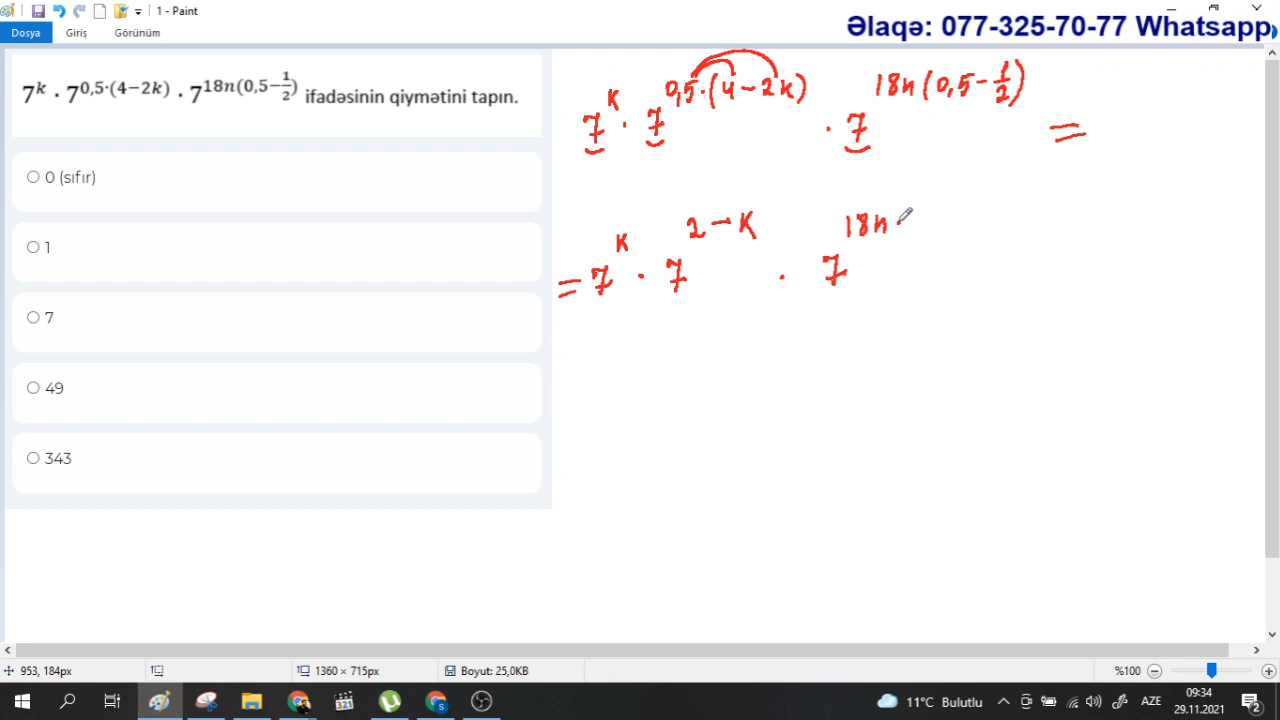 1 - Paint
Əlaqə: 077-325-70-77 Whatsapp
Dosya Giriş Görünüm
7^k · 7^{0,5·(4−2k)} · 7^{18n(0,5−1/2)} ifadəsinin qiymətini tapın.
0 (sıfır)
1
7
49
343
7^k · 7^{0,5·(4−2k)} · 7^{18n(0,5−1/2)} =
= 7^k · 7^{2−k} · 7^{18n·}
953, 184px 1360 × 715px Boyut: 25,0KB %100
11°C Bulutlu AZE 09:34
29.11.2021 2